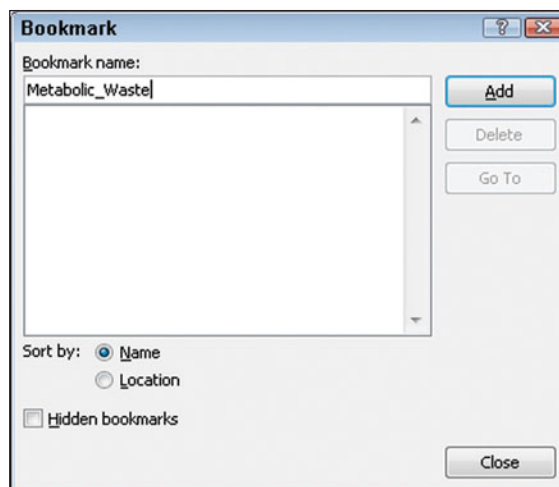 Bookmark
Bookmark name:
Metabolic_Waste
Add
Delete
Go To
Sort by:
Name
Location
Hidden bookmarks
Close